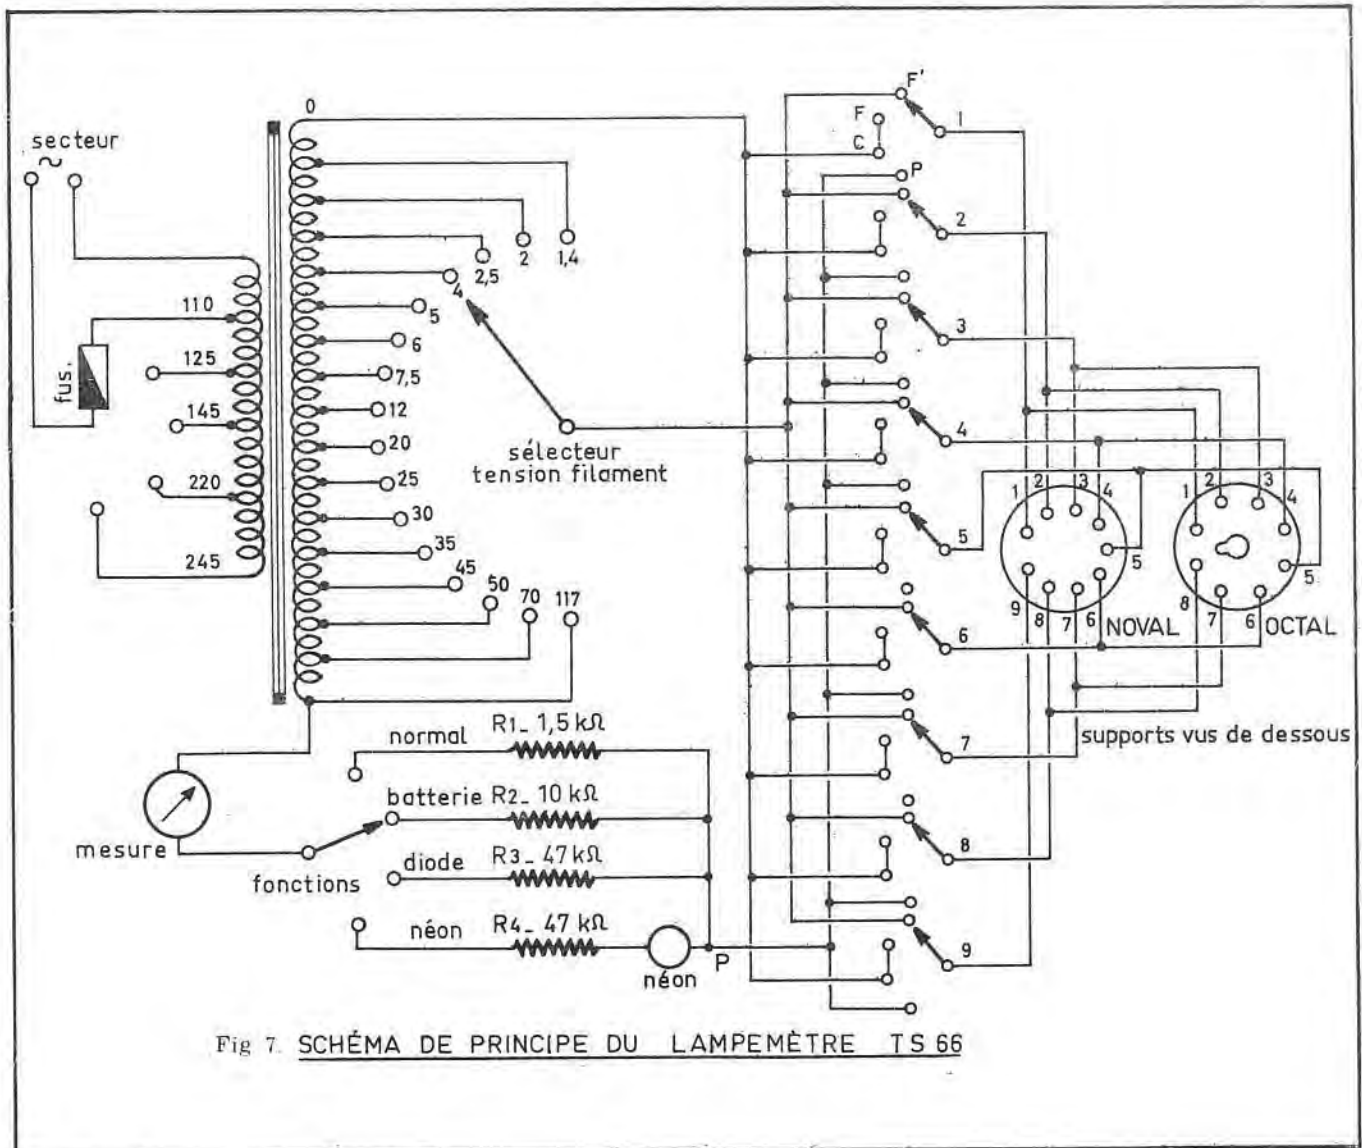 secteur
~
fus.
110
125
145
220
245
0
1,4
2
2,5
4
5
6
7,5
12
20
25
30
35
45
50
70
117
sélecteur
tension filament
F'
F
C
P
1
2
3
4
5
6
7
8
9
1
2
3
4
5
6
7
8
9
NOVAL
1
2
3
4
5
6
7
8
OCTAL
supports vus de dessous
mesure
fonctions
normal R1_ 1,5 kΩ
batterie R2_ 10 kΩ
diode R3_ 47 kΩ
néon R4_ 47 kΩ
néon
P
Fig 7. SCHÉMA DE PRINCIPE DU LAMPEMÈTRE TS 66